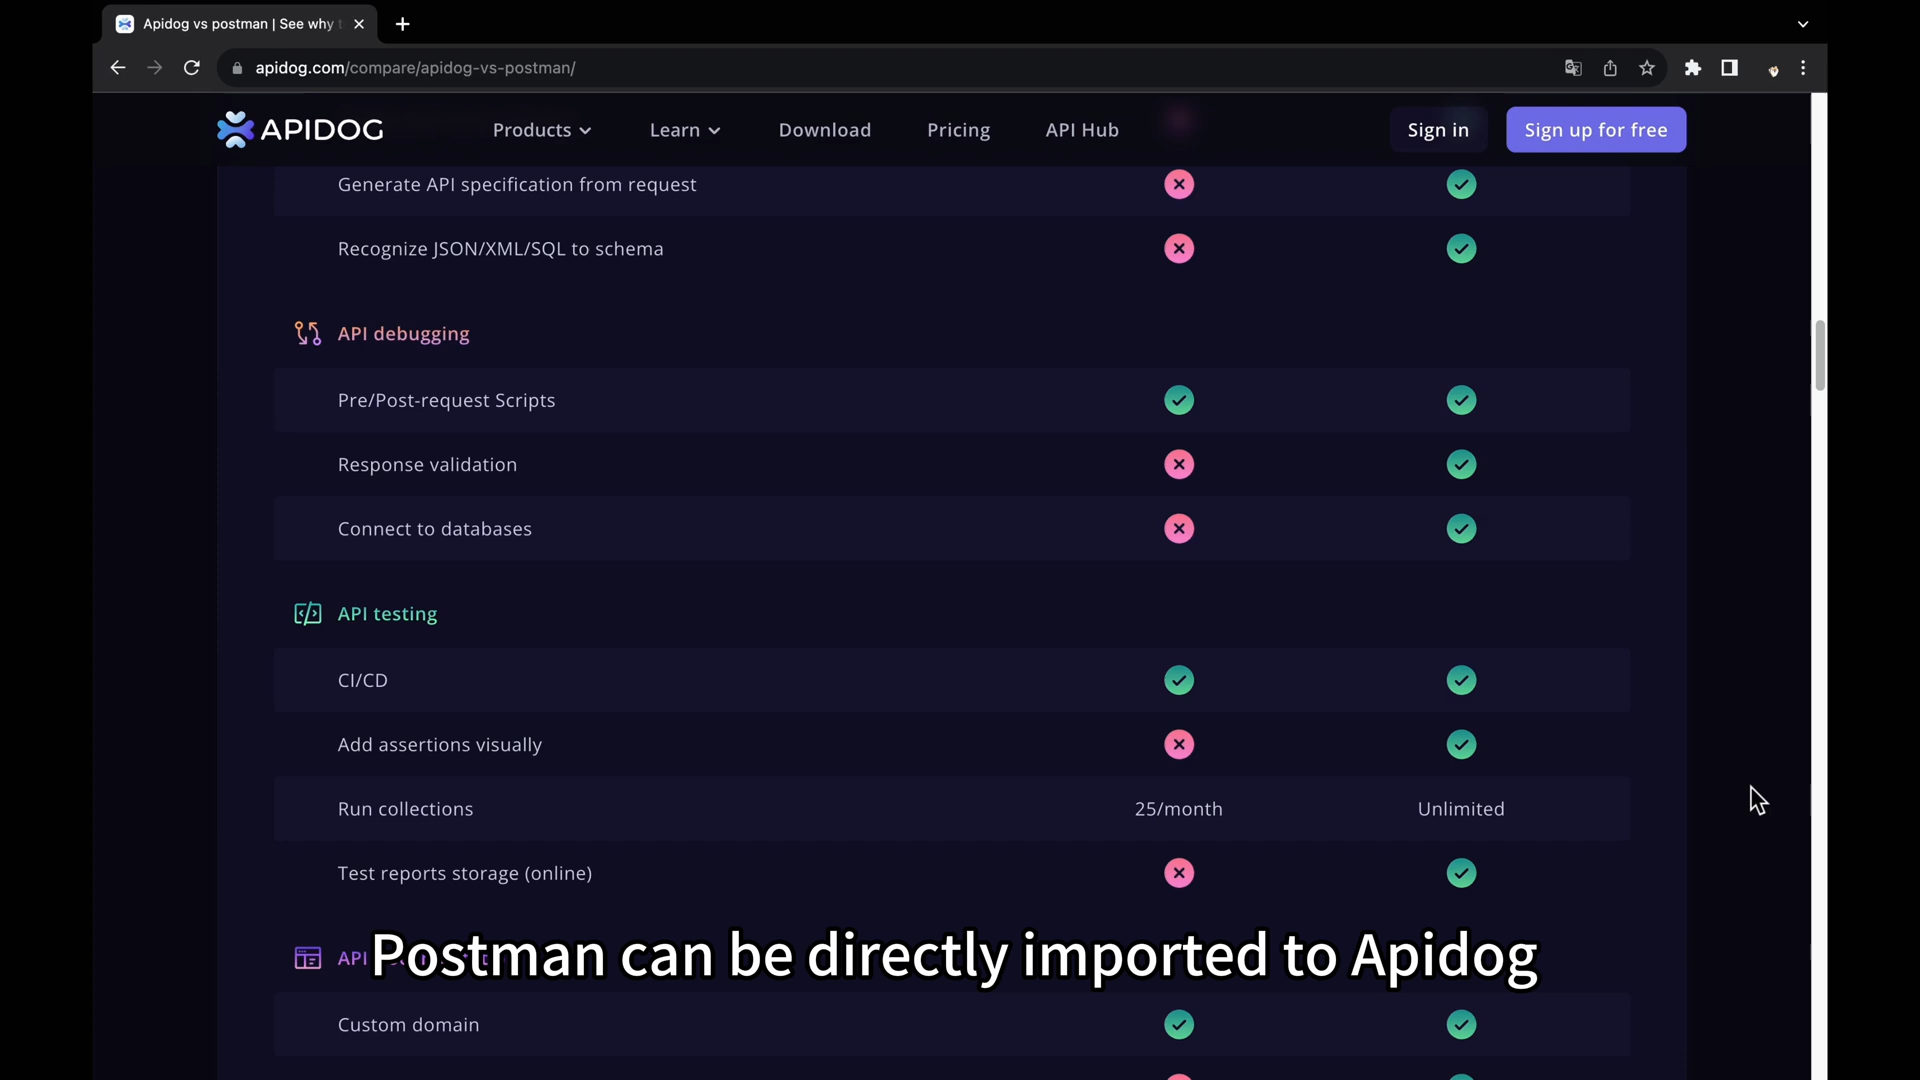 Apidog vs postman | See why t
apidog.com/compare/apidog-vs-postman/
APIDOG
Products
Learn
Download
Pricing
API Hub
Sign in
Sign up for free
Generate API specification from request
Recognize JSON/XML/SQL to schema
API debugging
Pre/Post-request Scripts
Response validation
Connect to databases
API testing
CI/CD
Add assertions visually
Run collections 25/month Unlimited
Test reports storage (online)
API
Postman can be directly imported to Apidog
Custom domain